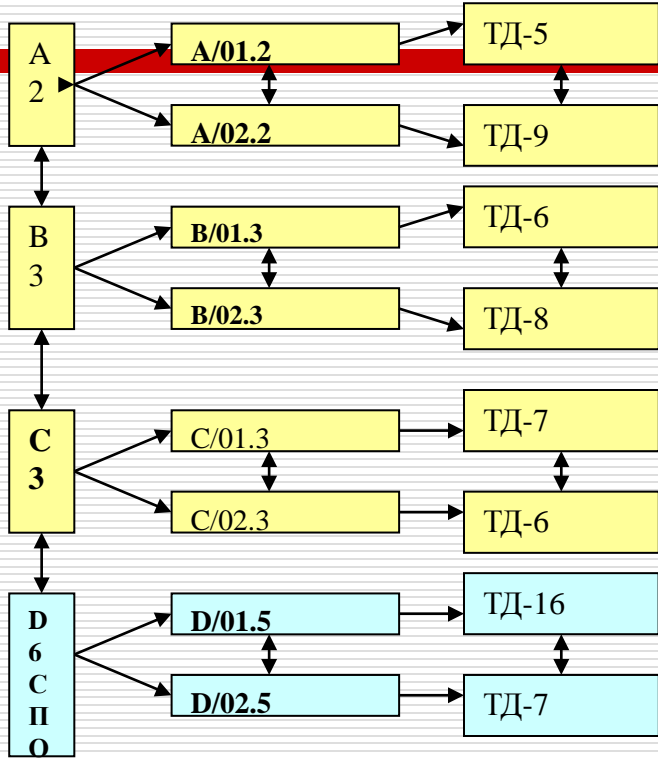 А
2
А/01.2
ТД-5
А/02.2
ТД-9
В
3
В/01.3
ТД-6
В/02.3
ТД-8
С
3
С/01.3
ТД-7
С/02.3
ТД-6
D
6
С
П
О
D/01.5
ТД-16
D/02.5
ТД-7